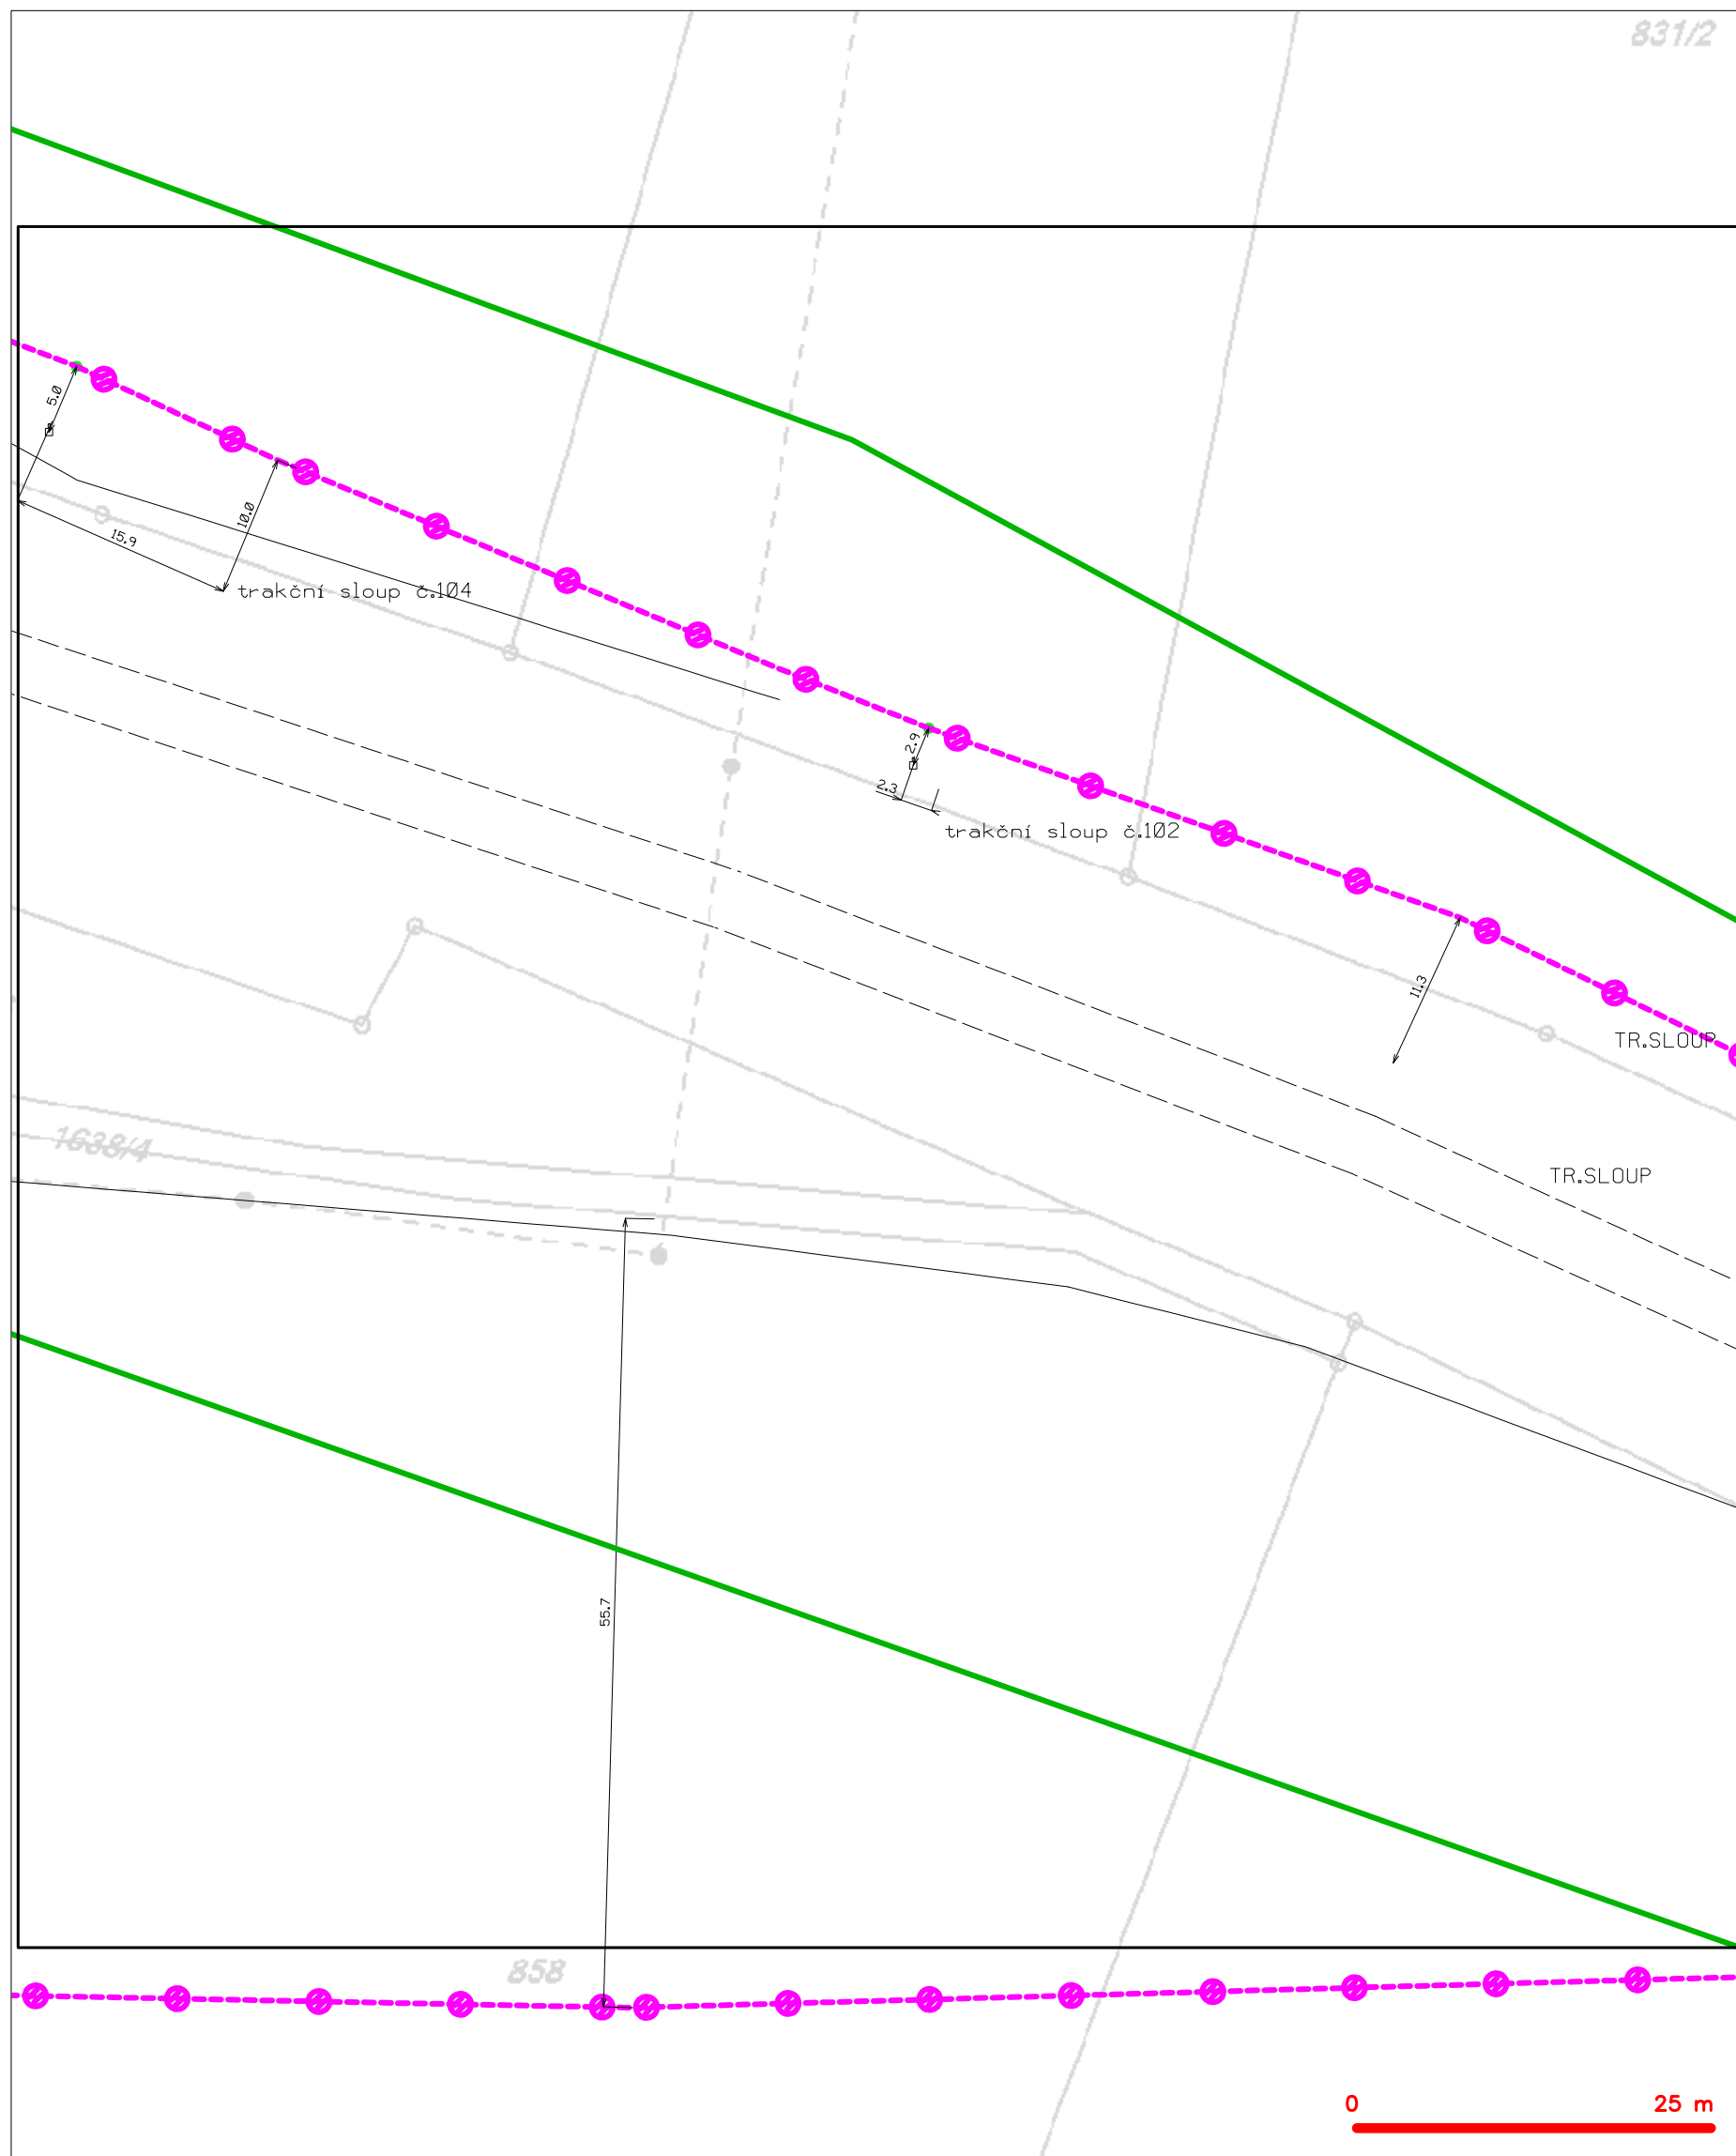 831/2
5.0
10.0
15.9
trakční sloup č.104
2.9
2.3
trakční sloup č.102
11.3
TR.SLOUP
1638/4
TR.SLOUP
55.7
858
0 25 m